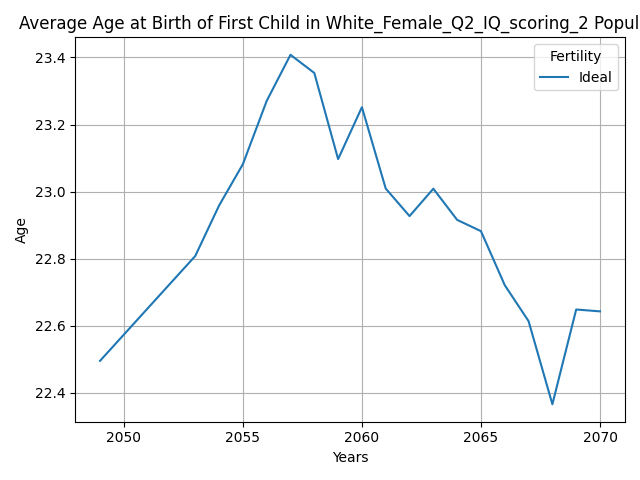 Average Age at Birth of First Child in White_Female_Q2_IQ_scoring_2 Popul
23.4
23.2
23.0
22.8
22.6
22.4
Age
Fertility
Ideal
2050 2055 2060 2065 2070
Years